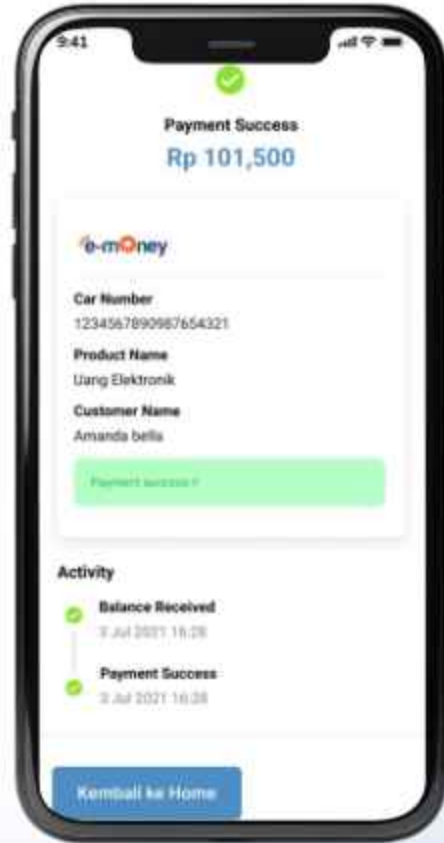 9:41
Payment Success
Rp 101,500
e-money
Car Number
1234567890987654321
Product Name
Uang Elektronik
Customer Name
Amanda bella
Payment success !!
Activity
Balance Received
3 Jul 2021 16:28
Payment Success
3 Jul 2021 16:28
Kembali ke Home